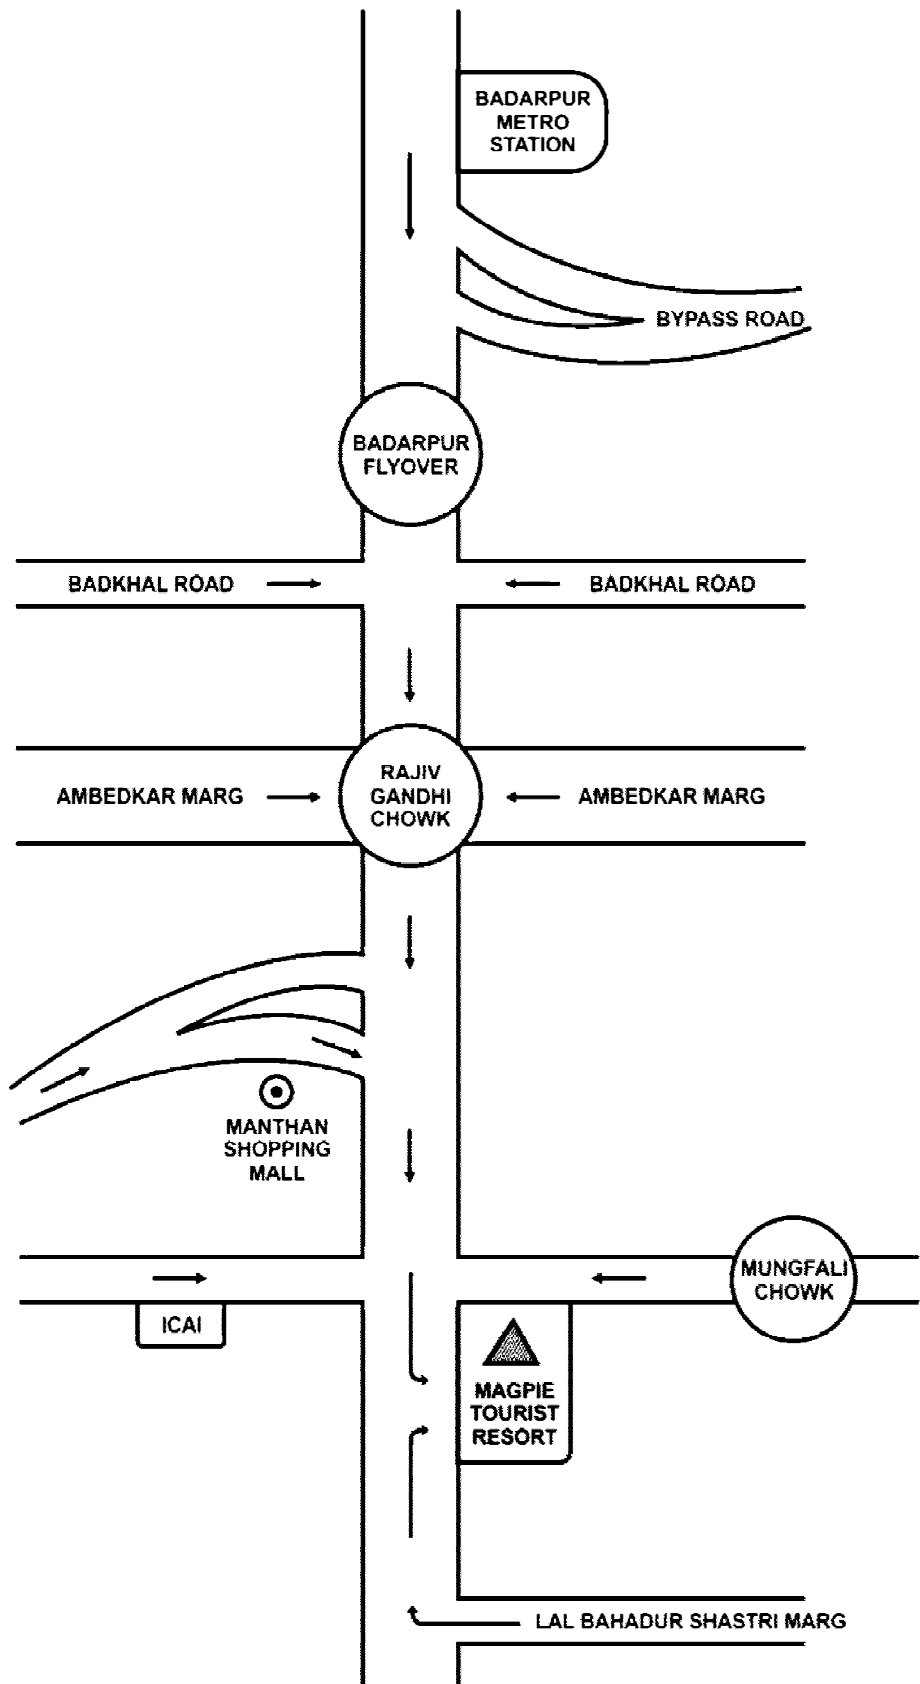 BADARPUR
METRO
STATION
BYPASS ROAD
BADARPUR
FLYOVER
BADKHAL ROAD
BADKHAL ROAD
AMBEDKAR MARG
RAJIV
GANDHI
CHOWK
AMBEDKAR MARG
MANTHAN
SHOPPING
MALL
MUNGFALI
CHOWK
ICAI
MAGPIE
TOURIST
RESORT
LAL BAHADUR SHASTRI MARG